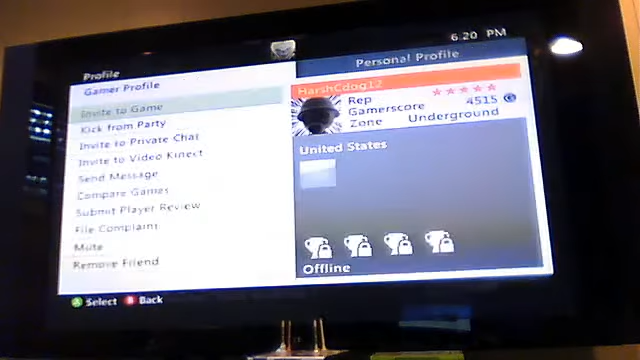 6:20 PM
Profile
Gamer Profile
Invite to Game
Kick from Party
Invite to Private Chat
Invite to Video Kinect
Send Message
Compare Games
Submit Player Review
File Complaint
Mute
Remove Friend
A Select B Back
Personal Profile
HarshCdog12
Rep
Gamerscore 4515 G
Zone Underground
United States
Offline